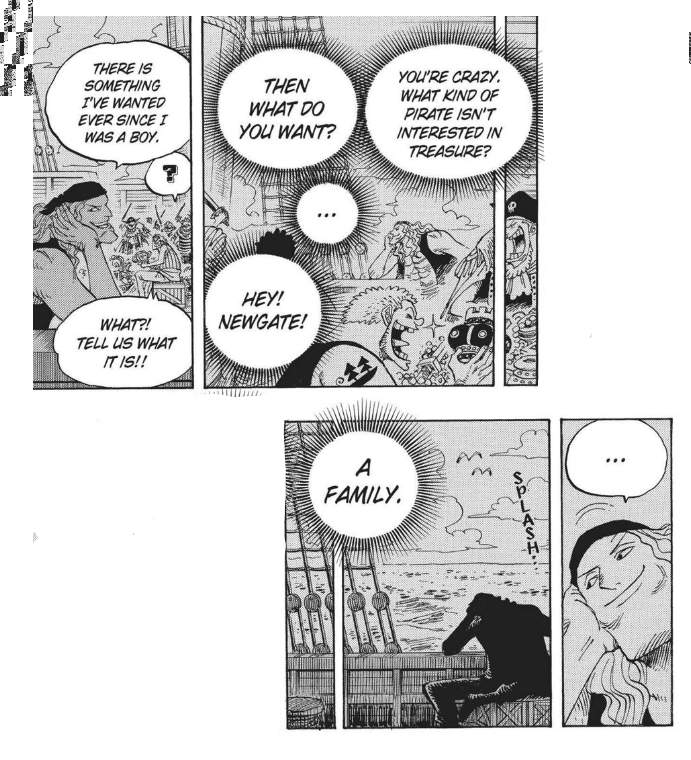 YOU'RE CRAZY.
WHAT KIND OF
PIRATE ISN'T
INTERESTED IN
TREASURE?
HEY!
NEWGATE!
...
THEN
WHAT DO
YOU WANT?
THERE IS
SOMETHING
I'VE WANTED
EVER SINCE I
WAS A BOY.
?
WHAT?!
TELL US WHAT
IT IS!!
...
SPLASH...
A
FAMILY.